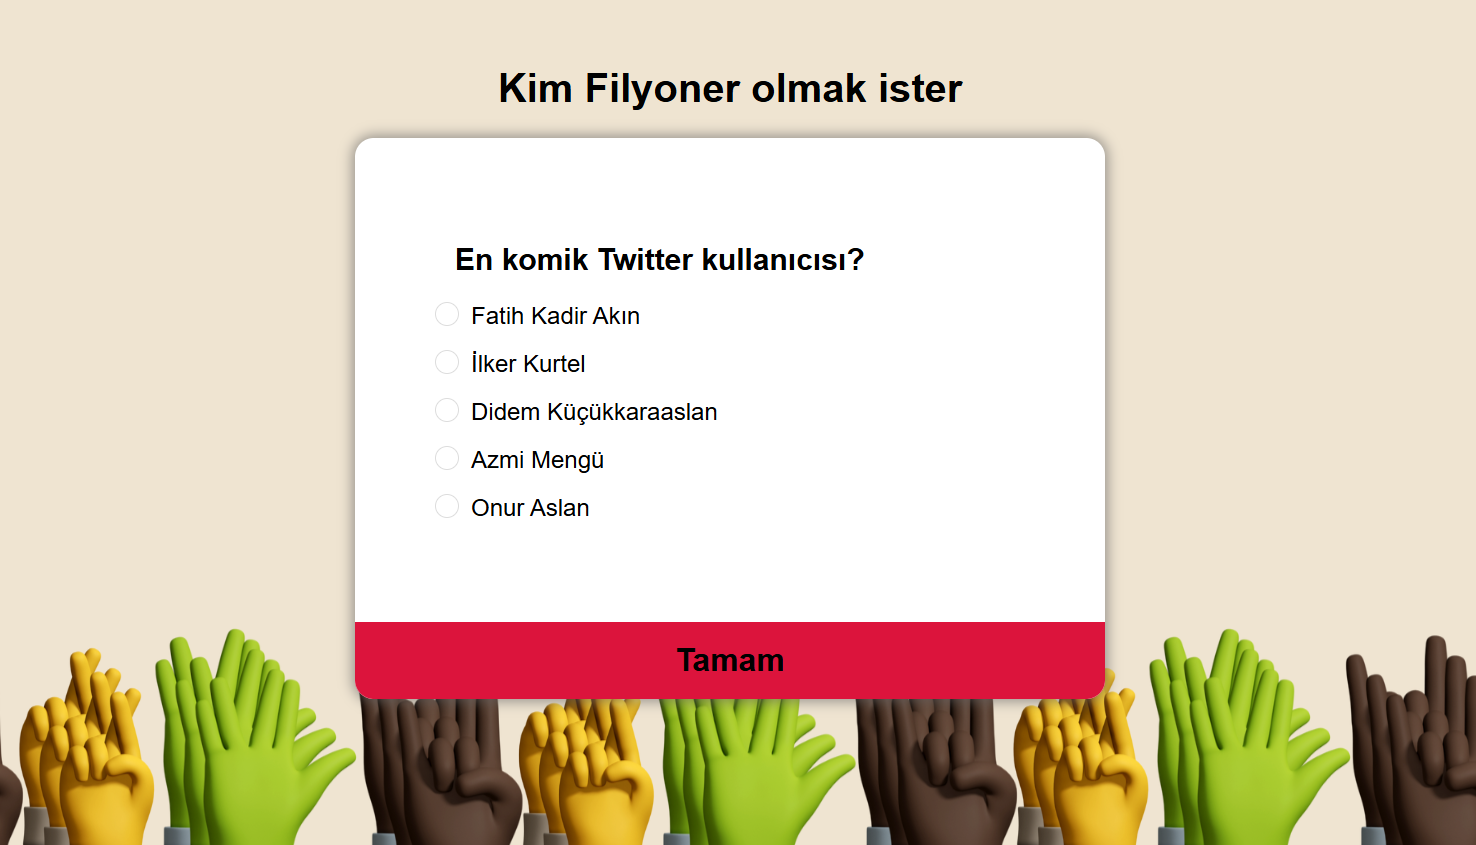 Kim Filyoner olmak ister
En komik Twitter kullanıcısı?
Fatih Kadir Akın
İlker Kurtel
Didem Küçükkaraaslan
Azmi Mengü
Onur Aslan
Tamam